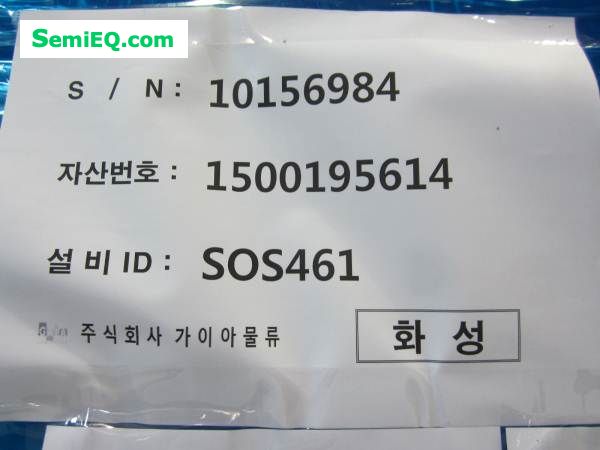 SemiEQ.com
S / N : 10156984
자산번호 : 1500195614
설 비 ID : SOS461
주식회사 가이아물류
화 성